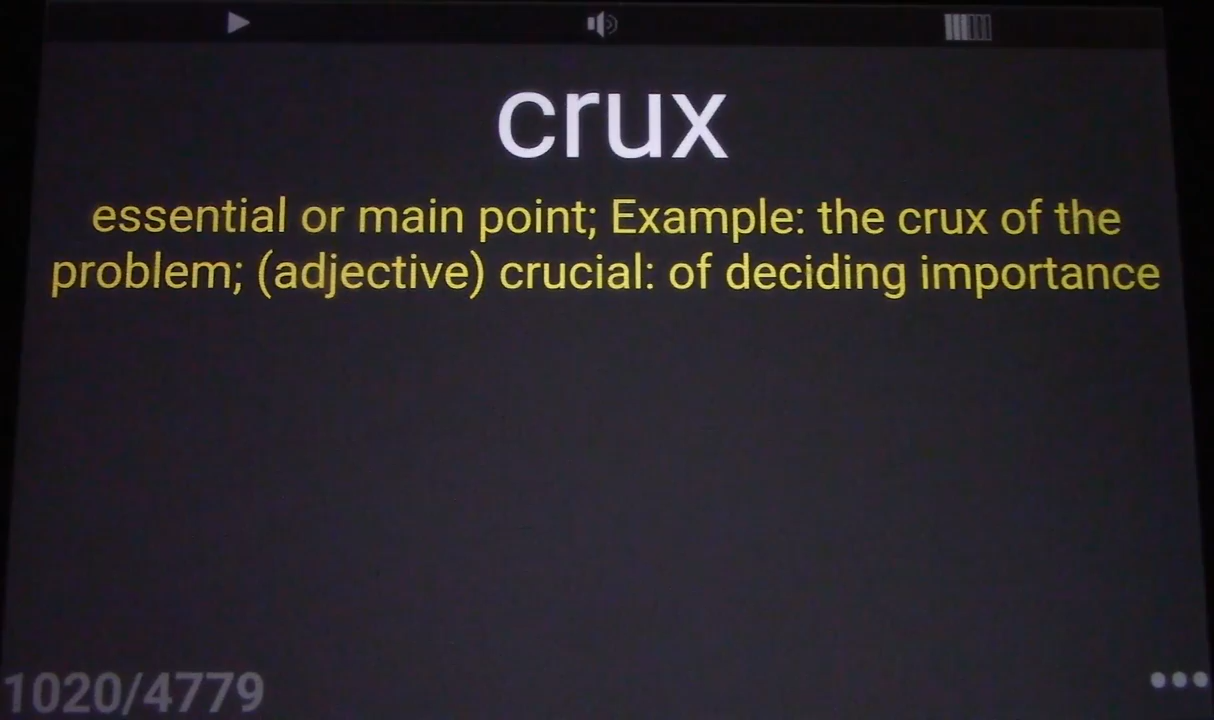 crux
essential or main point; Example: the crux of the
problem; (adjective) crucial: of deciding importance
1020/4779